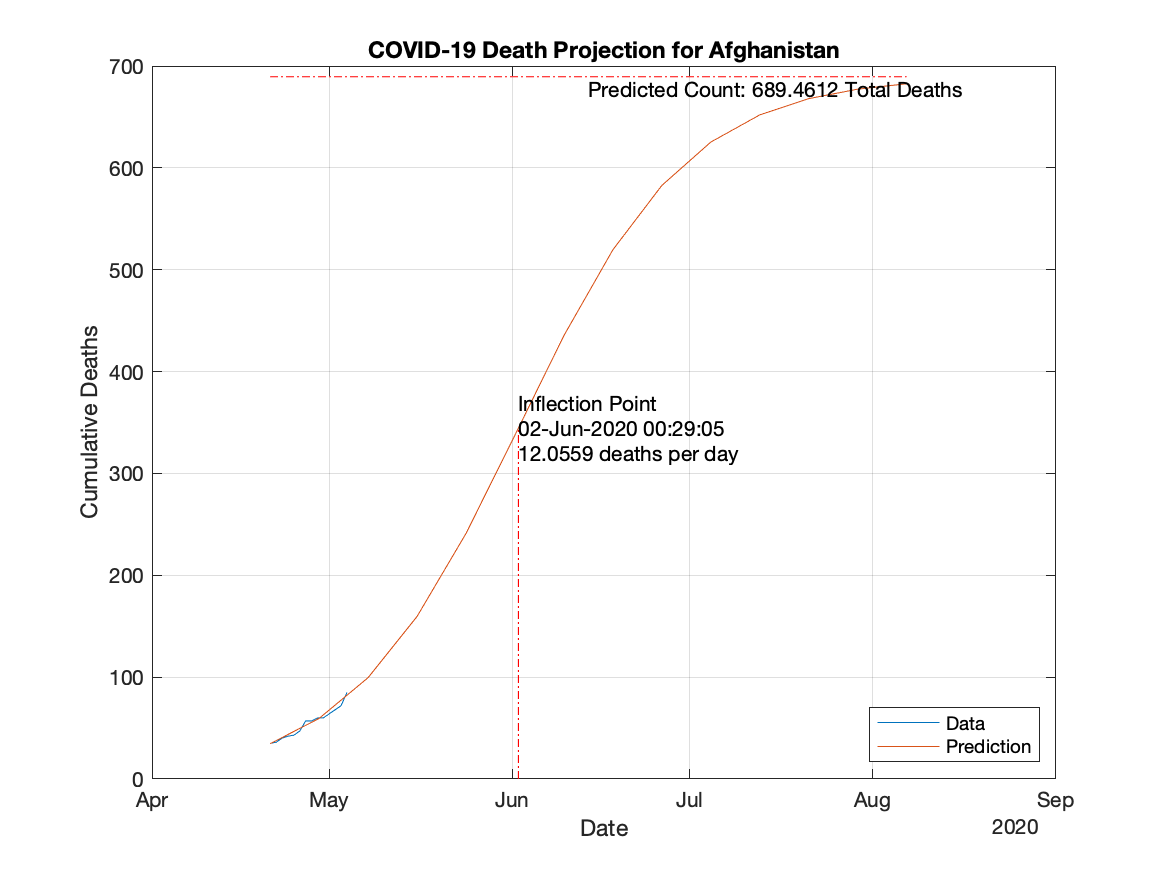 COVID-19 Death Projection for Afghanistan
700
Predicted Count: 689.4612 Total Deaths
600
500
400
Inflection Point
02-Jun-2020 00:29:05
12.0559 deaths per day
300
200
100
0
Cumulative Deaths
Data
Prediction
Apr May Jun Jul Aug Sep
Date
2020